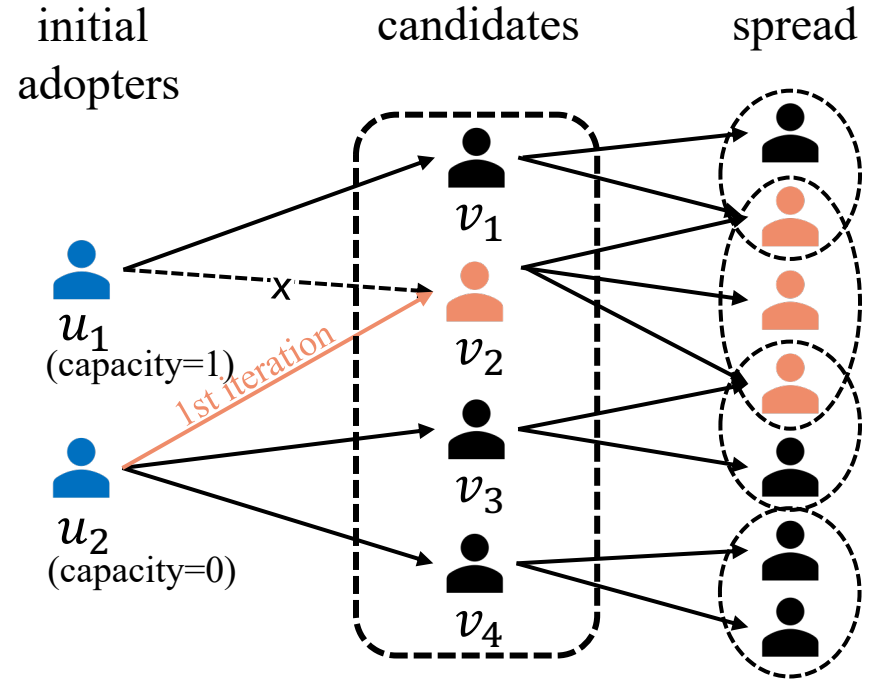 initial
adopters
candidates
spread
v₁
x
u₁
(capacity=1)
v₂
1st iteration
v₃
u₂
(capacity=0)
v₄